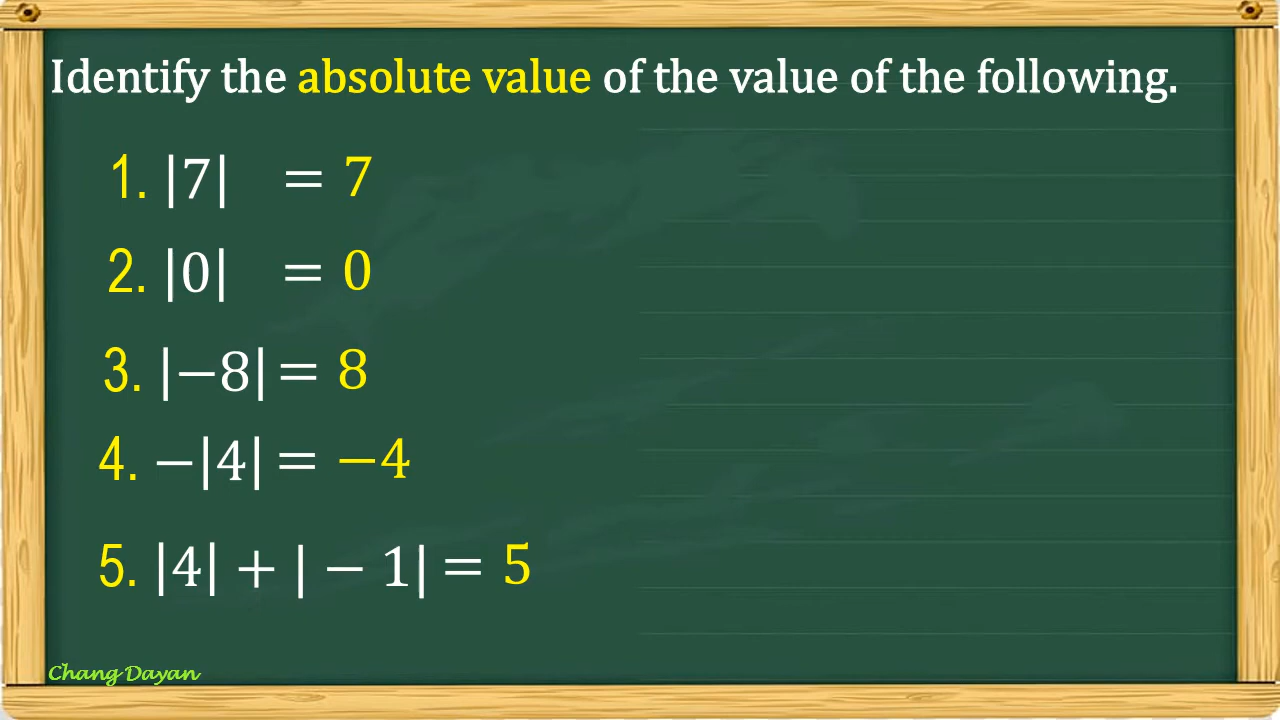 Identify the absolute value of the value of the following.
1. |7| = 7
2. |0| = 0
3. |−8| = 8
4. −|4| = −4
5. |4| + | − 1| = 5
Chang Dayan